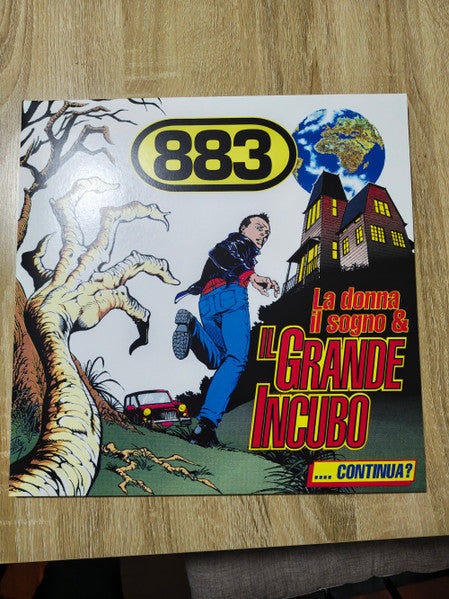 883
La donna
il sogno &
IL GRANDE
INCUBO
.... CONTINUA?